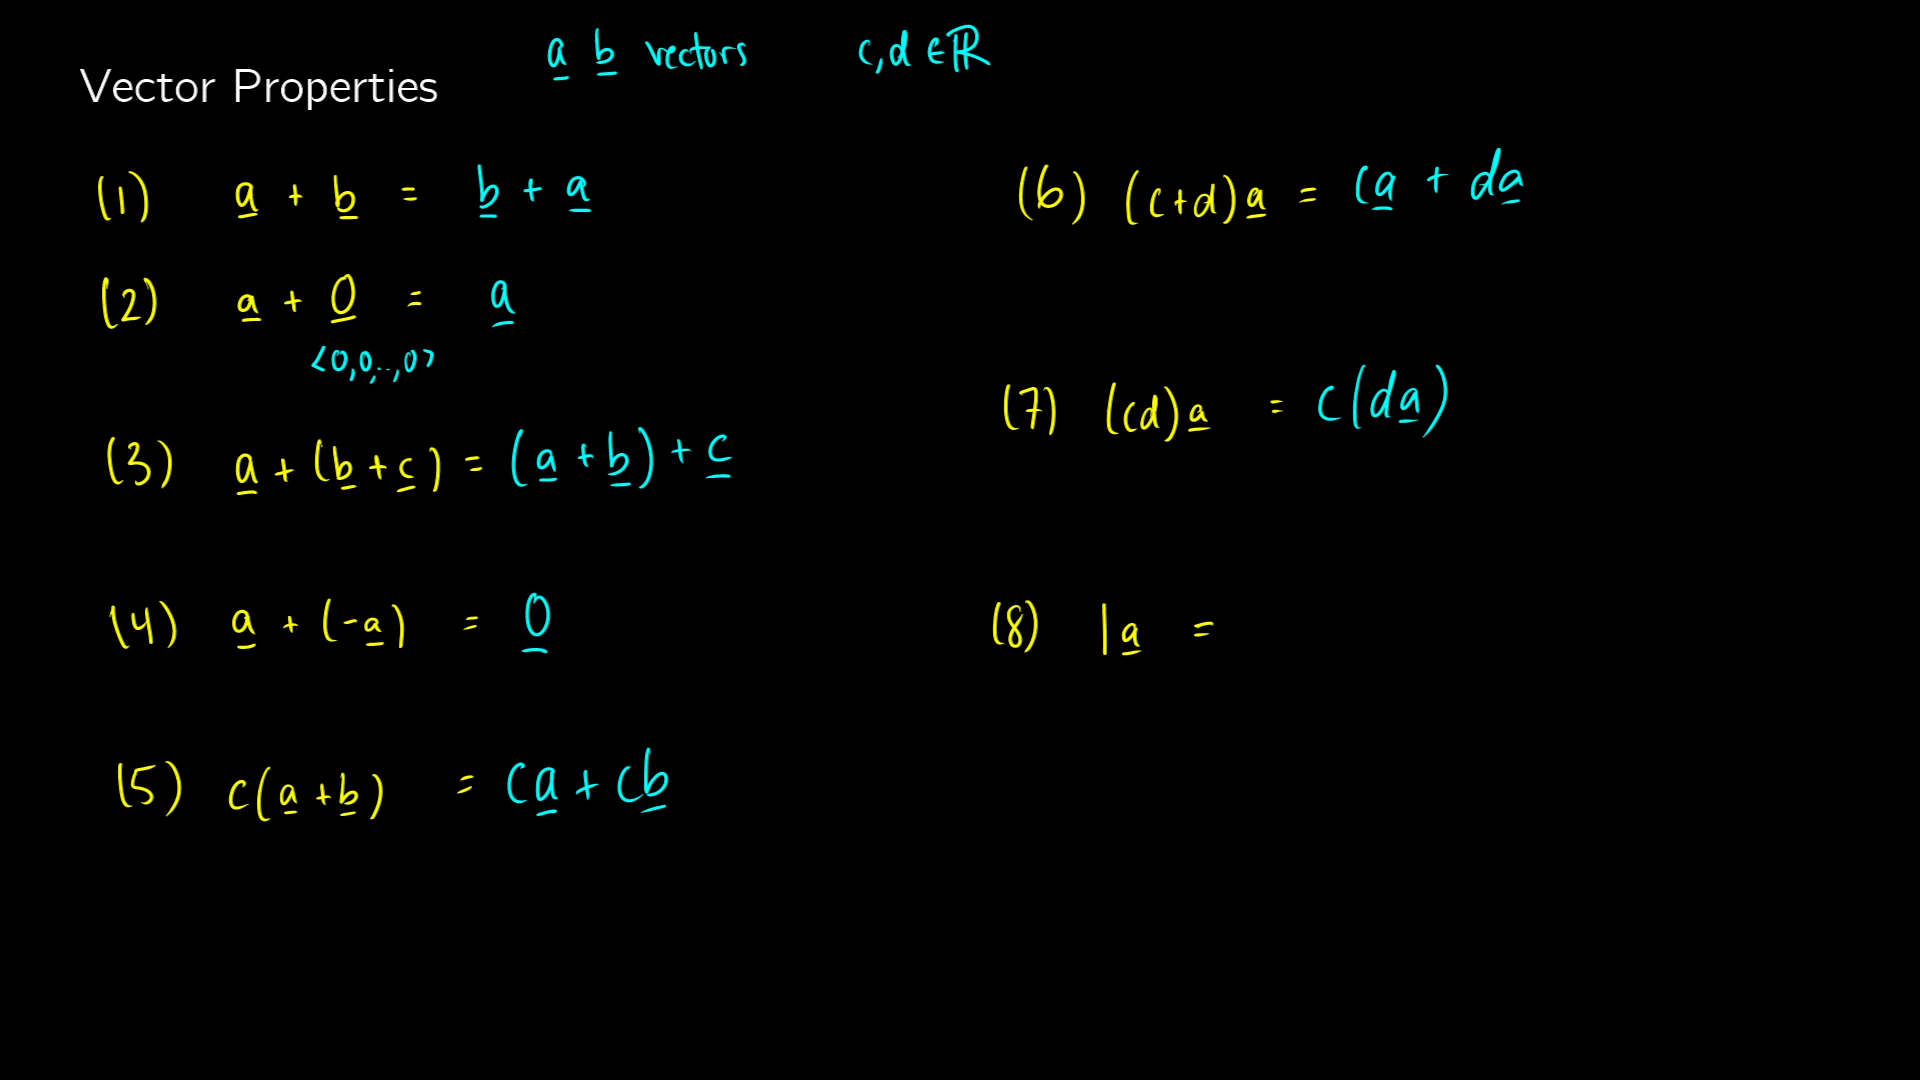 Vector Properties
a b vectors c,d ∈ ℝ
(1) a + b = b + a
(2) a + 0 = a
<0,0,..,0>
(3) a + (b + c) = (a + b) + c
(4) a + (-a) = 0
(5) c(a + b) = ca + cb
(6) (c+d)a = ca + da
(7) (cd)a = c(da)
(8) 1a =